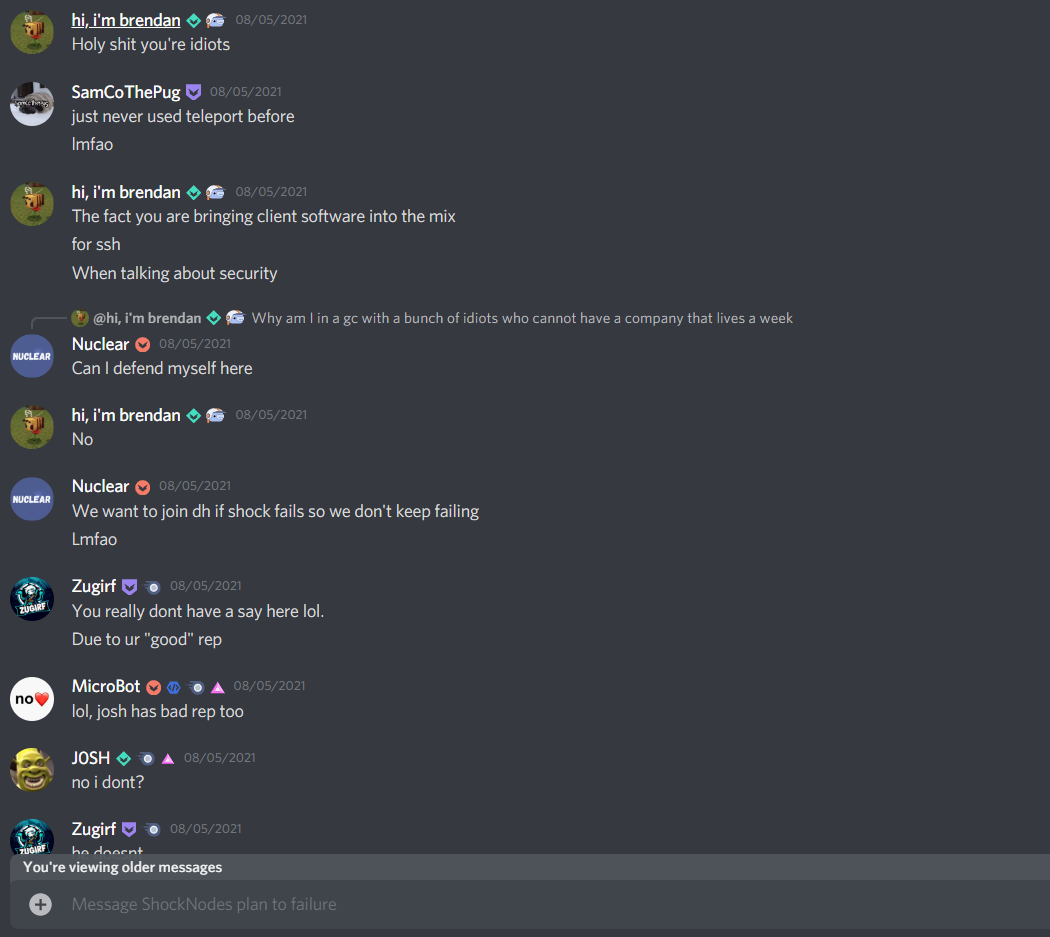 hi, i'm brendan 08/05/2021
Holy shit you're idiots
SamCoThePug 08/05/2021
just never used teleport before
lmfao
hi, i'm brendan 08/05/2021
The fact you are bringing client software into the mix
for ssh
When talking about security
@hi, i'm brendan Why am I in a gc with a bunch of idiots who cannot have a company that lives a week
NUCLEAR
Nuclear 08/05/2021
Can I defend myself here
hi, i'm brendan 08/05/2021
No
NUCLEAR
Nuclear 08/05/2021
We want to join dh if shock fails so we don't keep failing
Lmfao
ZUGIRF
Zugirf 08/05/2021
You really dont have a say here lol.
Due to ur "good" rep
no❤️
MicroBot 08/05/2021
lol, josh has bad rep too
J0SH 08/05/2021
no i dont?
ZUGIRF
Zugirf 08/05/2021
he doesnt
You're viewing older messages
Message ShockNodes plan to failure